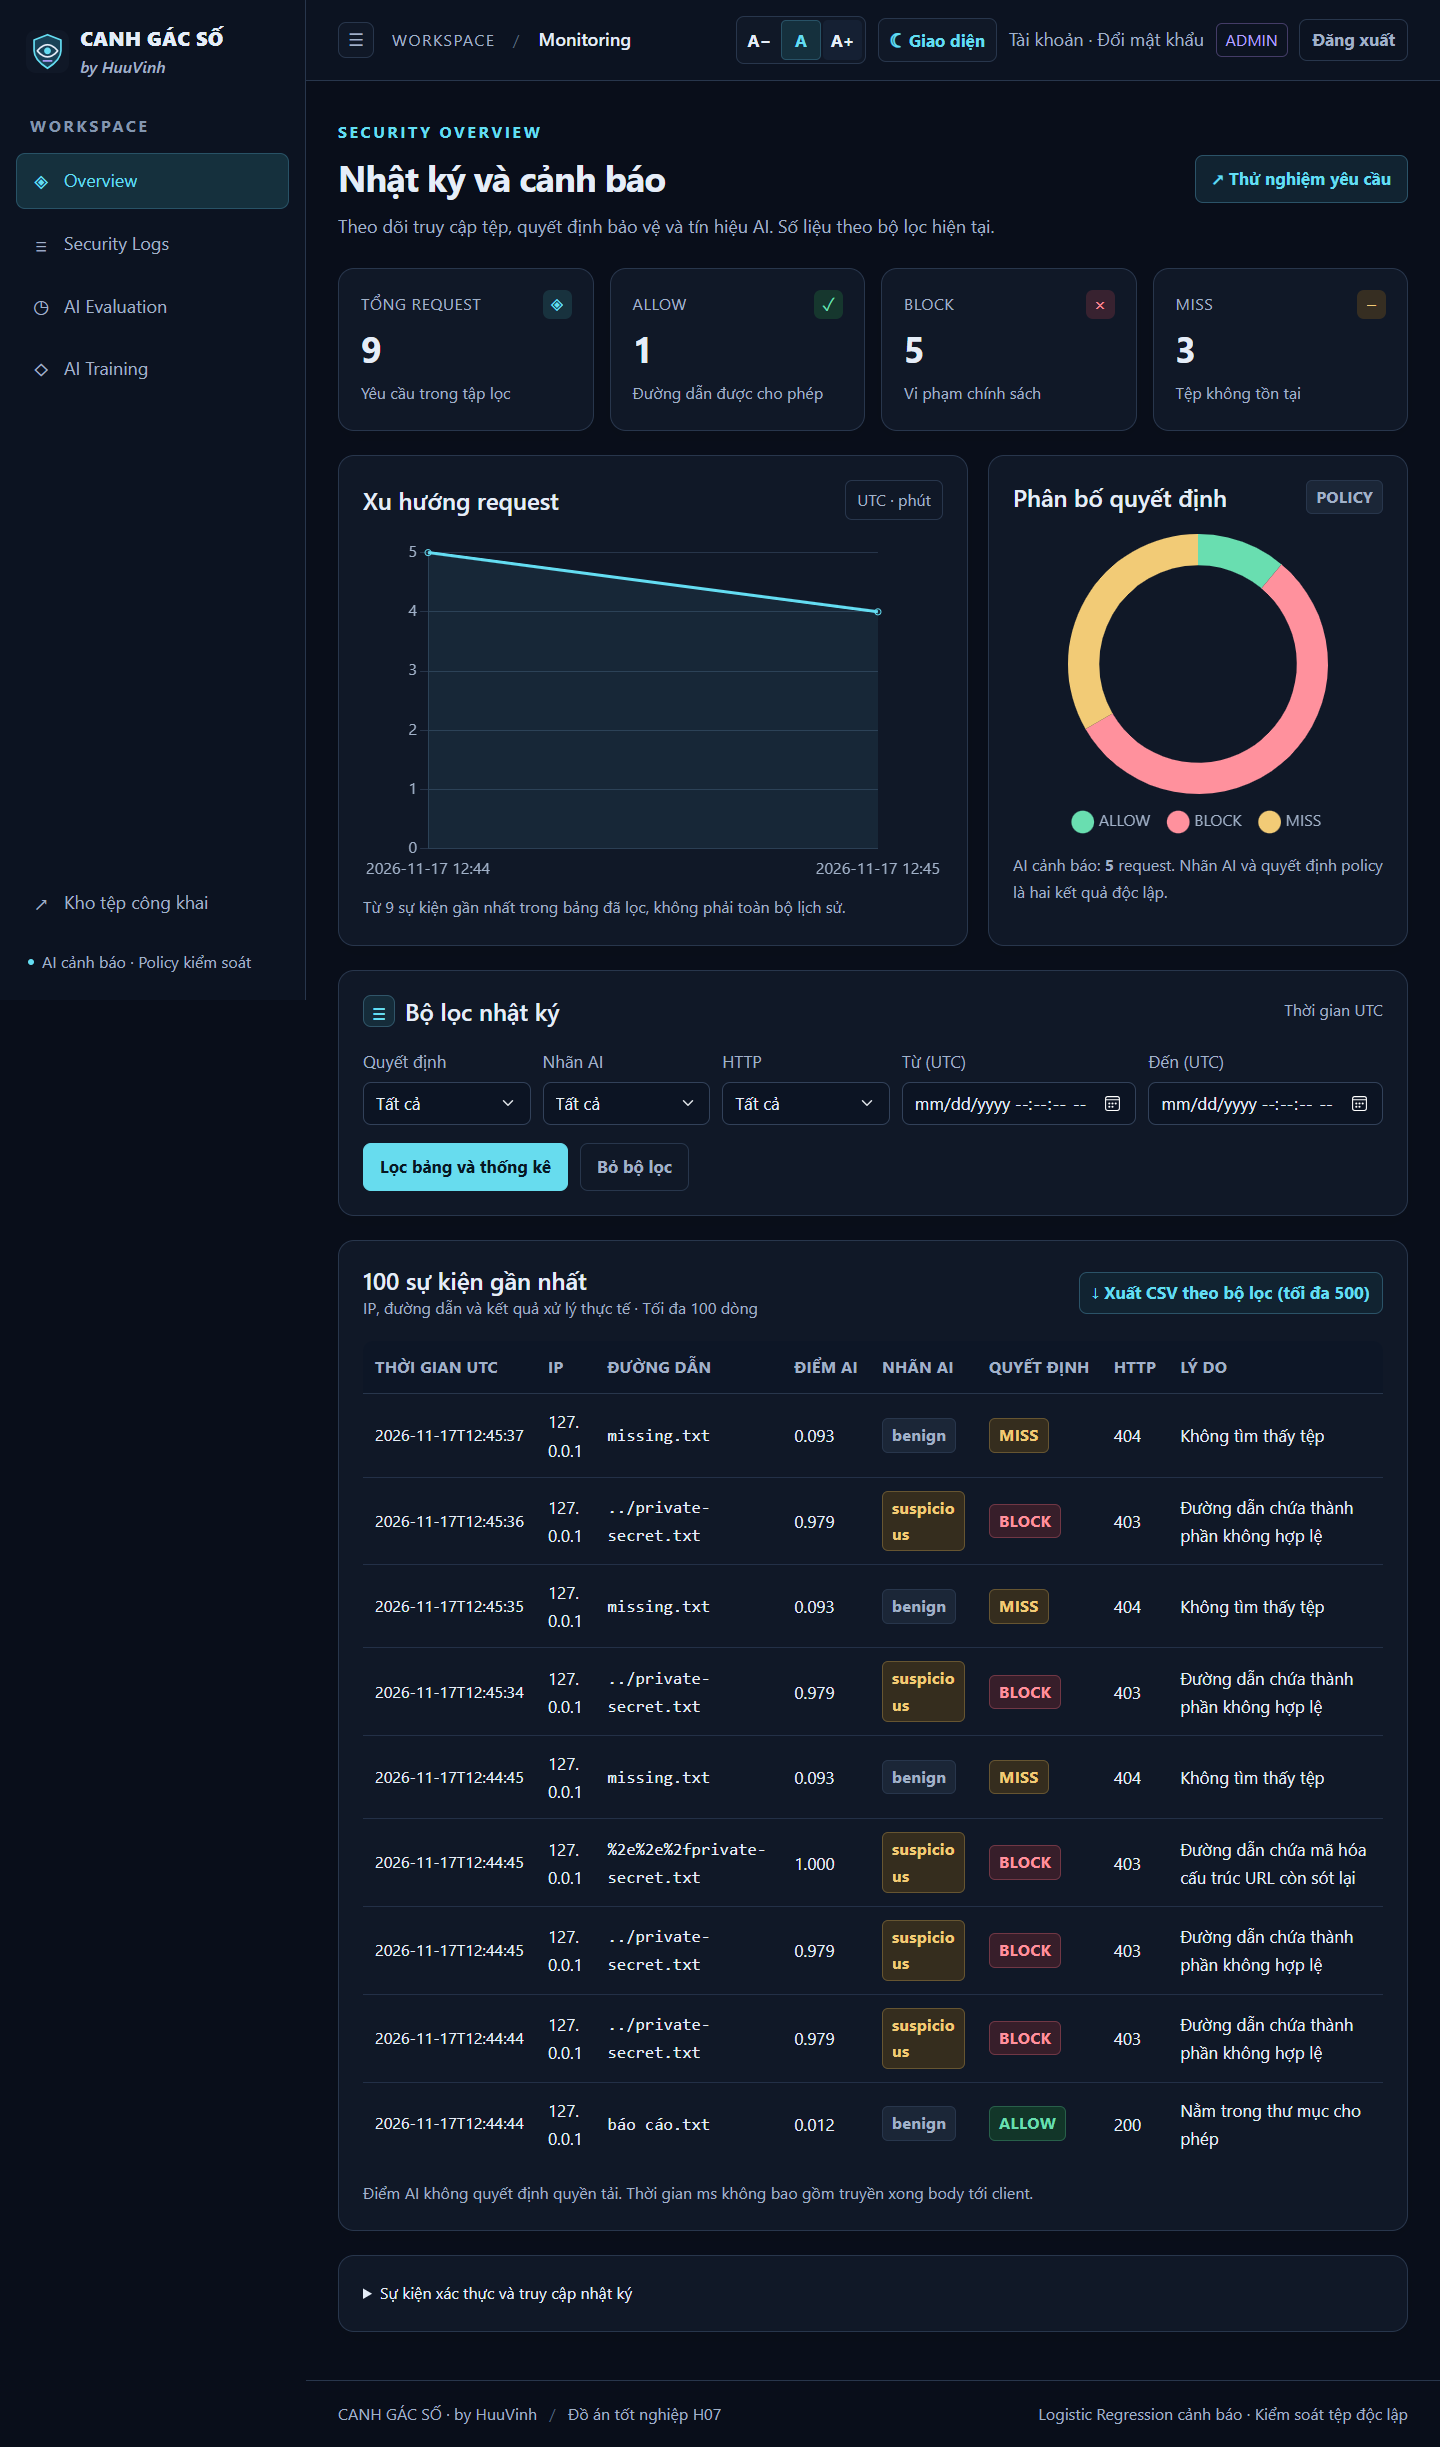 CANH GÁC SỐ
by HuuVinh
WORKSPACE
Overview
Security Logs
AI Evaluation
AI Training
Kho tệp công khai
AI cảnh báo · Policy kiểm soát
WORKSPACE / Monitoring
A− A A+
Giao diện
Tài khoản · Đổi mật khẩu
ADMIN
Đăng xuất
SECURITY OVERVIEW
Nhật ký và cảnh báo
↗ Thử nghiệm yêu cầu
Theo dõi truy cập tệp, quyết định bảo vệ và tín hiệu AI. Số liệu theo bộ lọc hiện tại.
TỔNG REQUEST
9
Yêu cầu trong tập lọc
ALLOW
1
Đường dẫn được cho phép
BLOCK
5
Vi phạm chính sách
MISS
3
Tệp không tồn tại
Xu hướng request
UTC · phút
5
4
3
2
1
0
2026-11-17 12:44 2026-11-17 12:45
Từ 9 sự kiện gần nhất trong bảng đã lọc, không phải toàn bộ lịch sử.
Phân bố quyết định
POLICY
ALLOW BLOCK MISS
AI cảnh báo: 5 request. Nhãn AI và quyết định policy
là hai kết quả độc lập.
Bộ lọc nhật ký
Thời gian UTC
Quyết định Nhãn AI HTTP Từ (UTC) Đến (UTC)
Tất cả Tất cả Tất cả mm/dd/yyyy --:--:-- -- mm/dd/yyyy --:--:-- --
Lọc bảng và thống kê Bỏ bộ lọc
100 sự kiện gần nhất
IP, đường dẫn và kết quả xử lý thực tế · Tối đa 100 dòng
↓ Xuất CSV theo bộ lọc (tối đa 500)
THỜI GIAN UTC IP ĐƯỜNG DẪN ĐIỂM AI NHÃN AI QUYẾT ĐỊNH HTTP LÝ DO
2026-11-17T12:45:37 127.0.0.1 missing.txt 0.093 benign MISS 404 Không tìm thấy tệp
2026-11-17T12:45:36 127.0.0.1 ../private-secret.txt 0.979 suspicious BLOCK 403 Đường dẫn chứa thành phần không hợp lệ
2026-11-17T12:45:35 127.0.0.1 missing.txt 0.093 benign MISS 404 Không tìm thấy tệp
2026-11-17T12:45:34 127.0.0.1 ../private-secret.txt 0.979 suspicious BLOCK 403 Đường dẫn chứa thành phần không hợp lệ
2026-11-17T12:44:45 127.0.0.1 missing.txt 0.093 benign MISS 404 Không tìm thấy tệp
2026-11-17T12:44:45 127.0.0.1 %2e%2e%2fprivate-secret.txt 1.000 suspicious BLOCK 403 Đường dẫn chứa mã hóa cấu trúc URL còn sót lại
2026-11-17T12:44:45 127.0.0.1 ../private-secret.txt 0.979 suspicious BLOCK 403 Đường dẫn chứa thành phần không hợp lệ
2026-11-17T12:44:44 127.0.0.1 ../private-secret.txt 0.979 suspicious BLOCK 403 Đường dẫn chứa thành phần không hợp lệ
2026-11-17T12:44:44 127.0.0.1 báo cáo.txt 0.012 benign ALLOW 200 Nằm trong thư mục cho phép
Điểm AI không quyết định quyền tải. Thời gian ms không bao gồm truyền xong body tới client.
▶ Sự kiện xác thực và truy cập nhật ký
CANH GÁC SỐ · by HuuVinh / Đồ án tốt nghiệp H07
Logistic Regression cảnh báo · Kiểm soát tệp độc lập